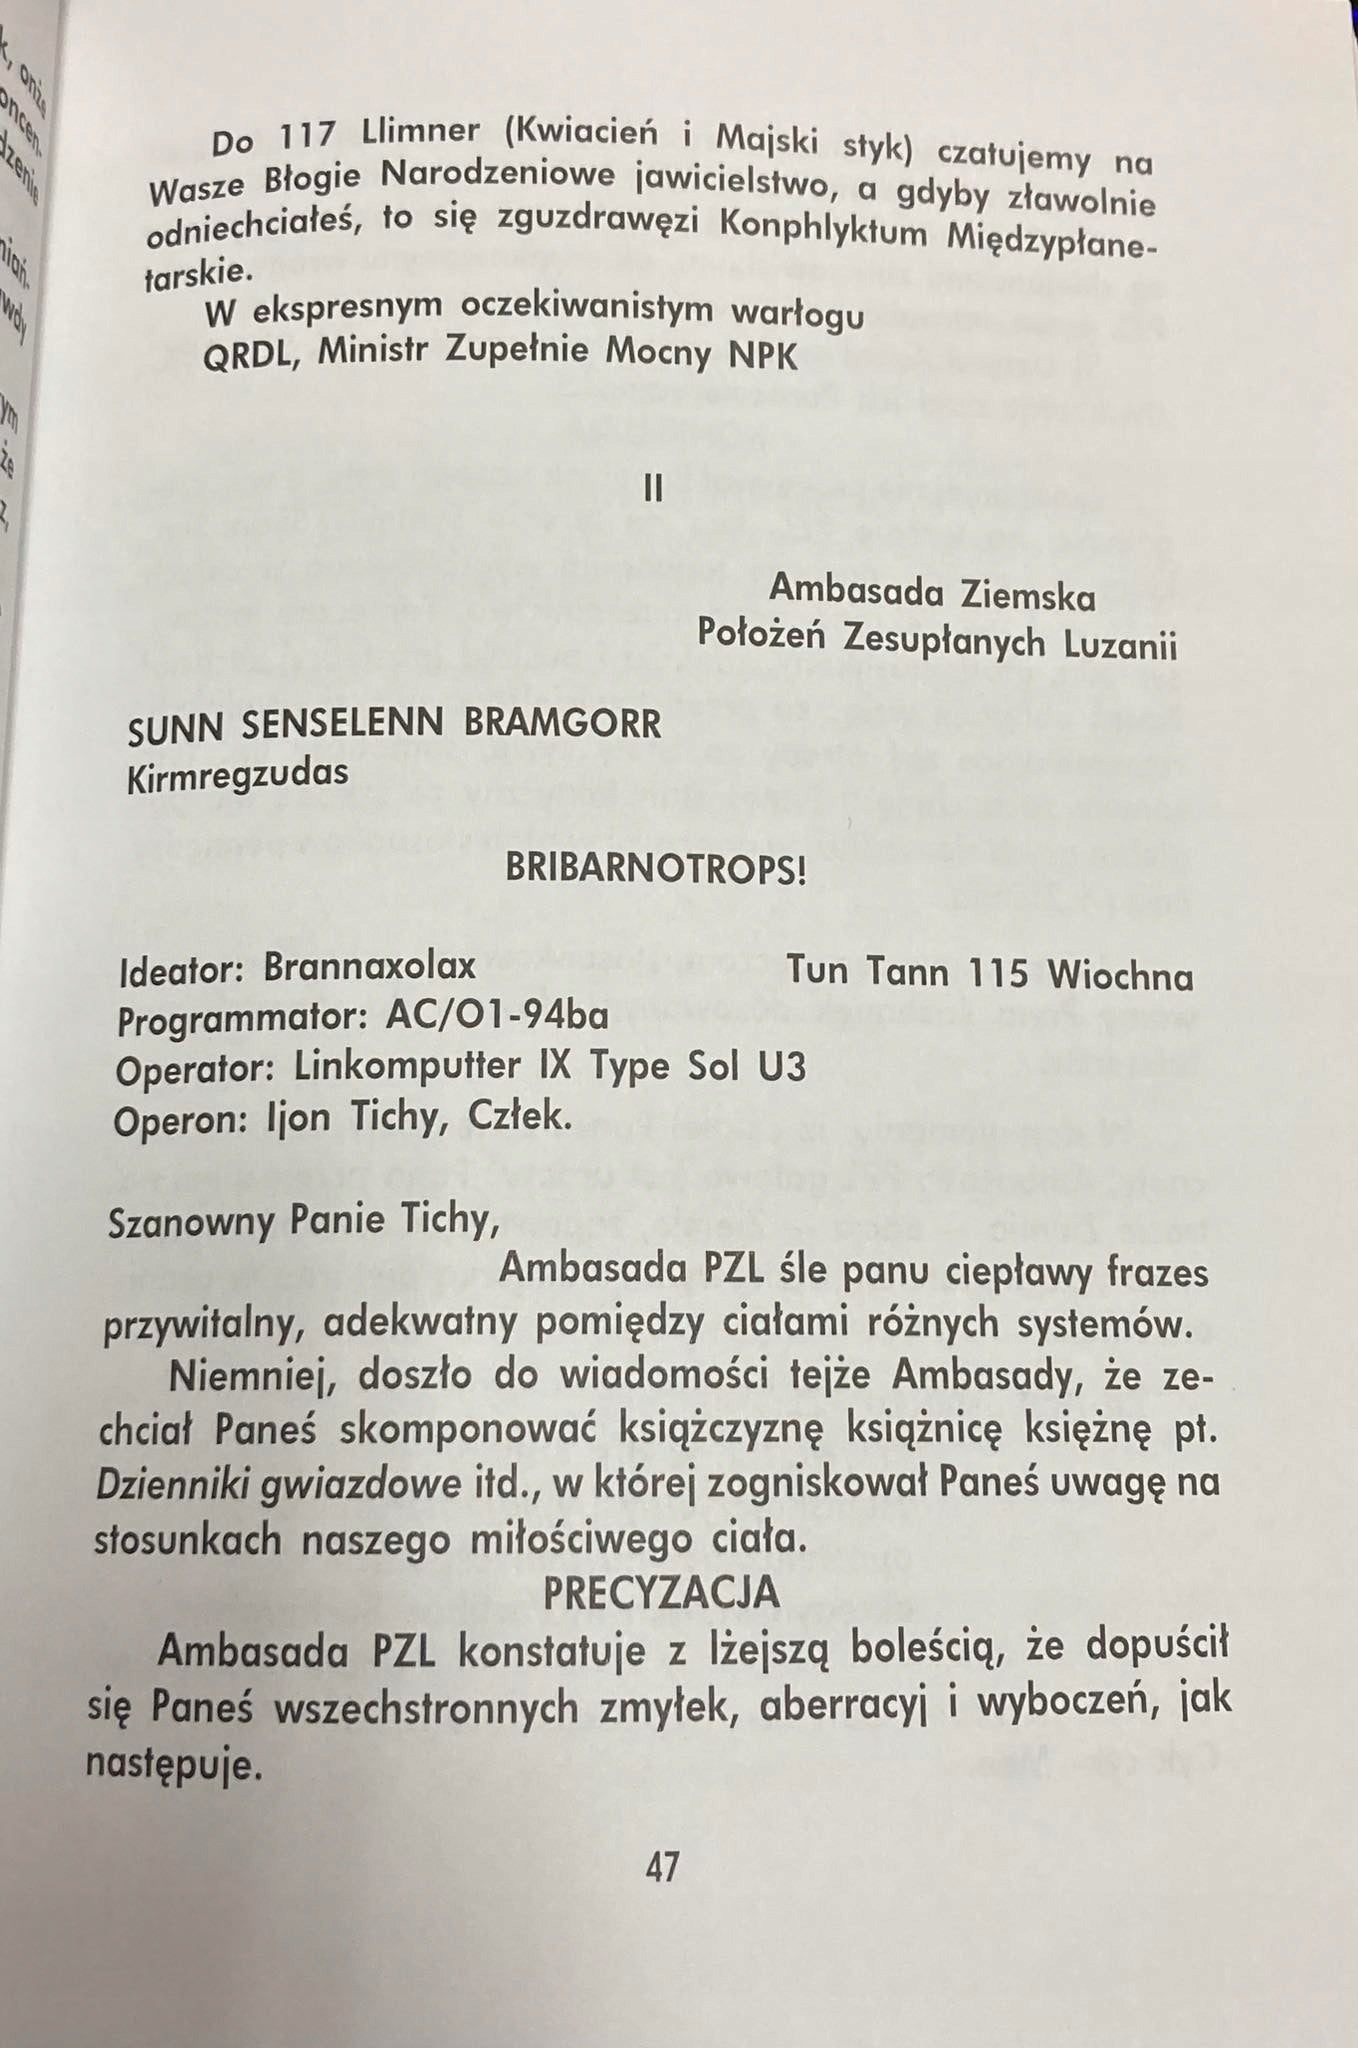 Do 117 Llimner (Kwiacień i Majski styk) czatujemy na
Wasze Błogie Narodzeniowe jawicielstwo, a gdyby zławolnie
odniechciałeś, to się zguzdrawęzi Konphlyktum Międzypłane-
tarskie.
W ekspresnym oczekiwanistym warłogu
QRDL, Ministr Zupełnie Mocny NPK
II
Ambasada Ziemska
Położeń Zesupłanych Luzanii
SUNN SENSELENN BRAMGORR
Kirmregzudas
BRIBARNOTROPS!
Ideator: Brannaxolax Tun Tann 115 Wiochna
Programmator: AC/O1-94ba
Operator: Linkomputter IX Type Sol U3
Operon: Ijon Tichy, Człek.
Szanowny Panie Tichy,
Ambasada PZL śle panu ciepławy frazes
przywitalny, adekwatny pomiędzy ciałami różnych systemów.
Niemniej, doszło do wiadomości tejże Ambasady, że ze-
chciał Paneś skomponować książczyznę książnicę księżnę pt.
Dzienniki gwiazdowe itd., w której zogniskował Paneś uwagę na
stosunkach naszego miłościwego ciała.
PRECYZACJA
Ambasada PZL konstatuje z lżejszą boleścią, że dopuścił
się Paneś wszechstronnych zmyłek, aberracyj i wyboczeń, jak
następuje.
47